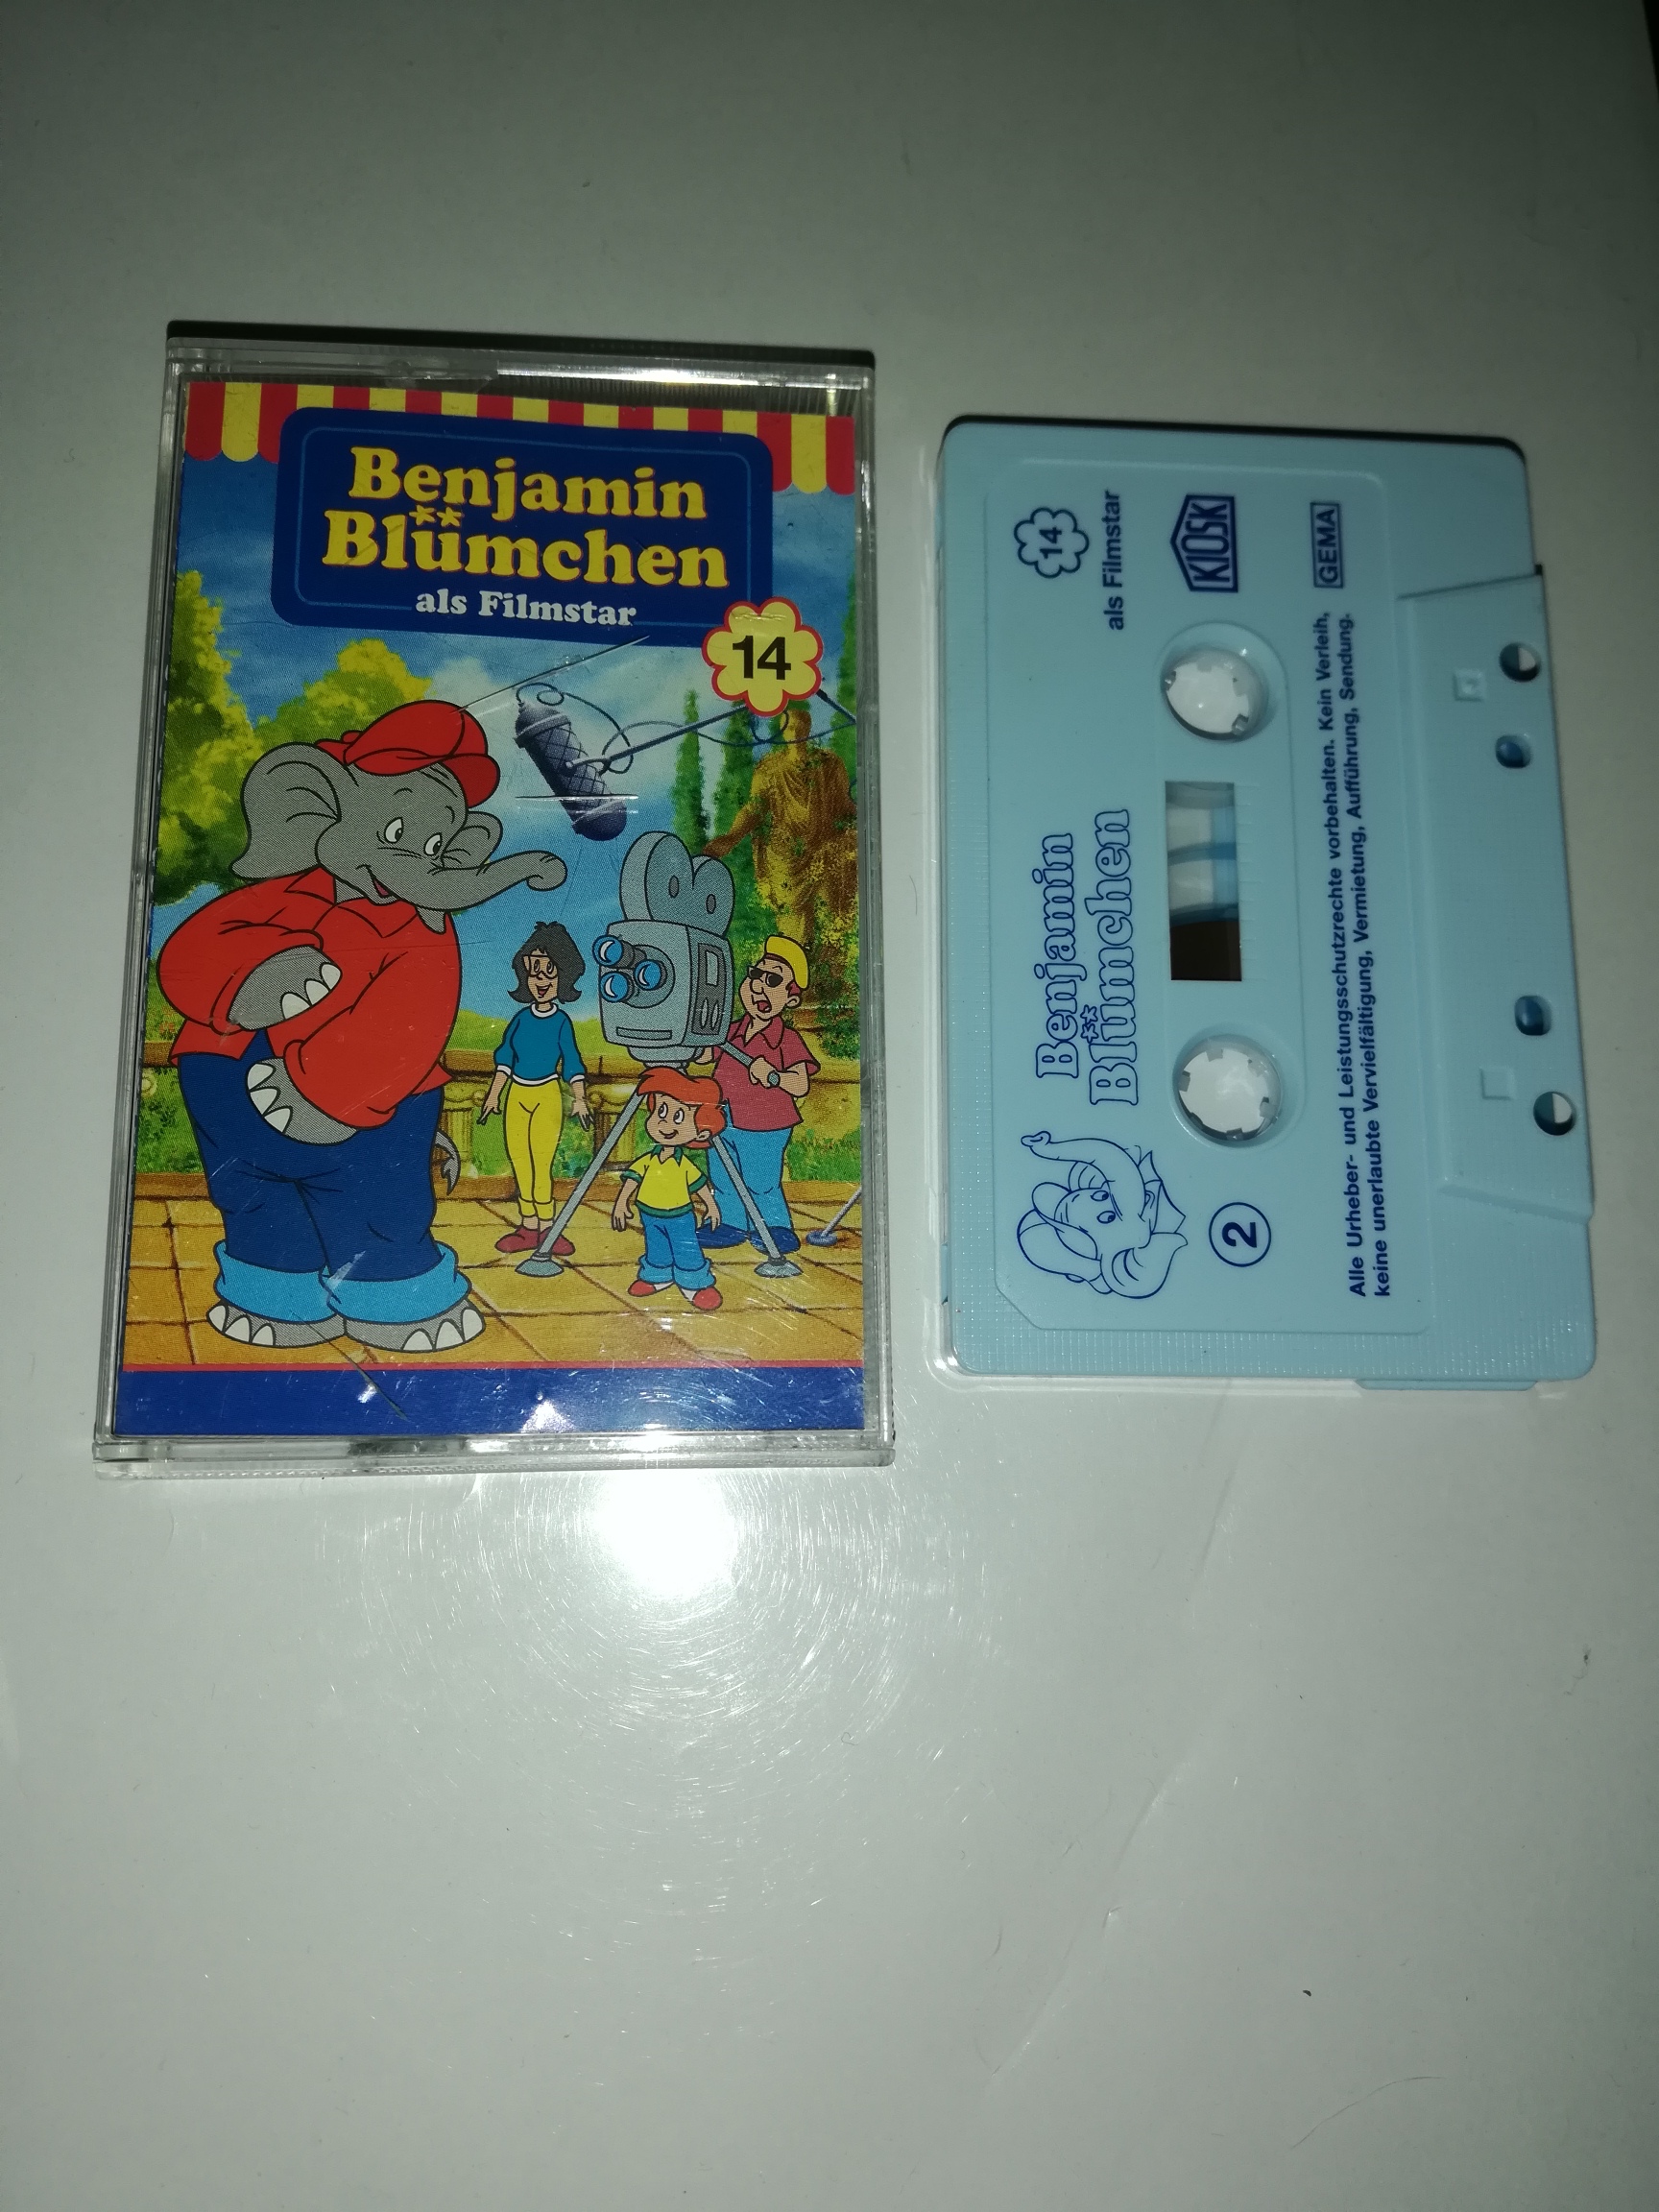 Benjamin
Blümchen
als Filmstar
14
14
als Filmstar
KIOSK
GEMA
Benjamin
Blümchen
2
Alle Urheber- und Leistungsschutzrechte vorbehalten. Kein Verleih,
keine unerlaubte Vervielfältigung, Vermietung, Aufführung, Sendung.